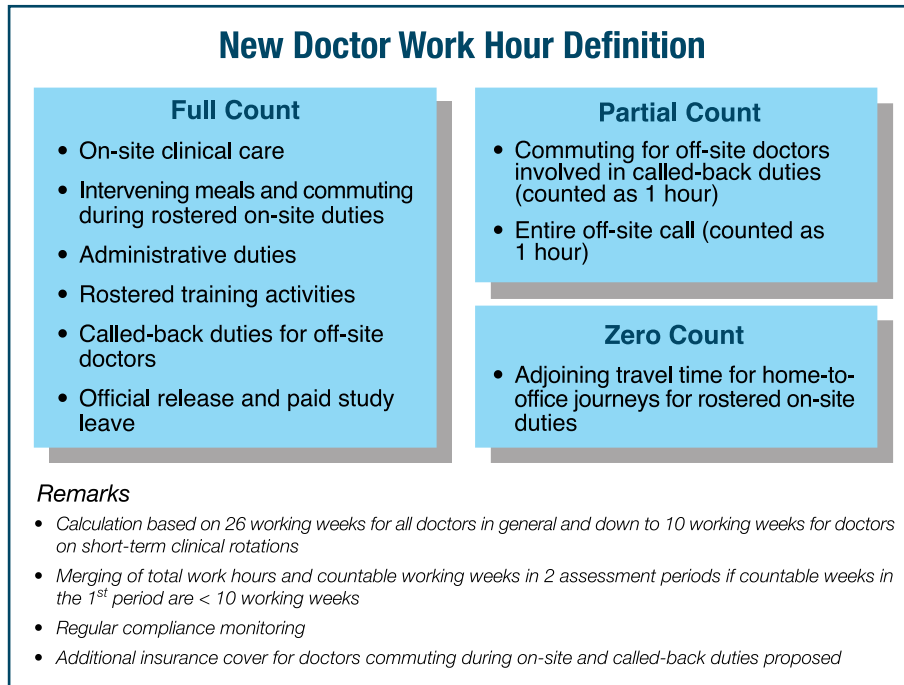 New Doctor Work Hour Definition
Full Count
• On-site clinical care
• Intervening meals and commuting
during rostered on-site duties
• Administrative duties
• Rostered training activities
• Called-back duties for off-site
doctors
• Official release and paid study
leave
Partial Count
• Commuting for off-site doctors
involved in called-back duties
(counted as 1 hour)
• Entire off-site call (counted as
1 hour)
Zero Count
• Adjoining travel time for home-to-
office journeys for rostered on-site
duties
Remarks
• Calculation based on 26 working weeks for all doctors in general and down to 10 working weeks for doctors
on short-term clinical rotations
• Merging of total work hours and countable working weeks in 2 assessment periods if countable weeks in
the 1st period are < 10 working weeks
• Regular compliance monitoring
• Additional insurance cover for doctors commuting during on-site and called-back duties proposed